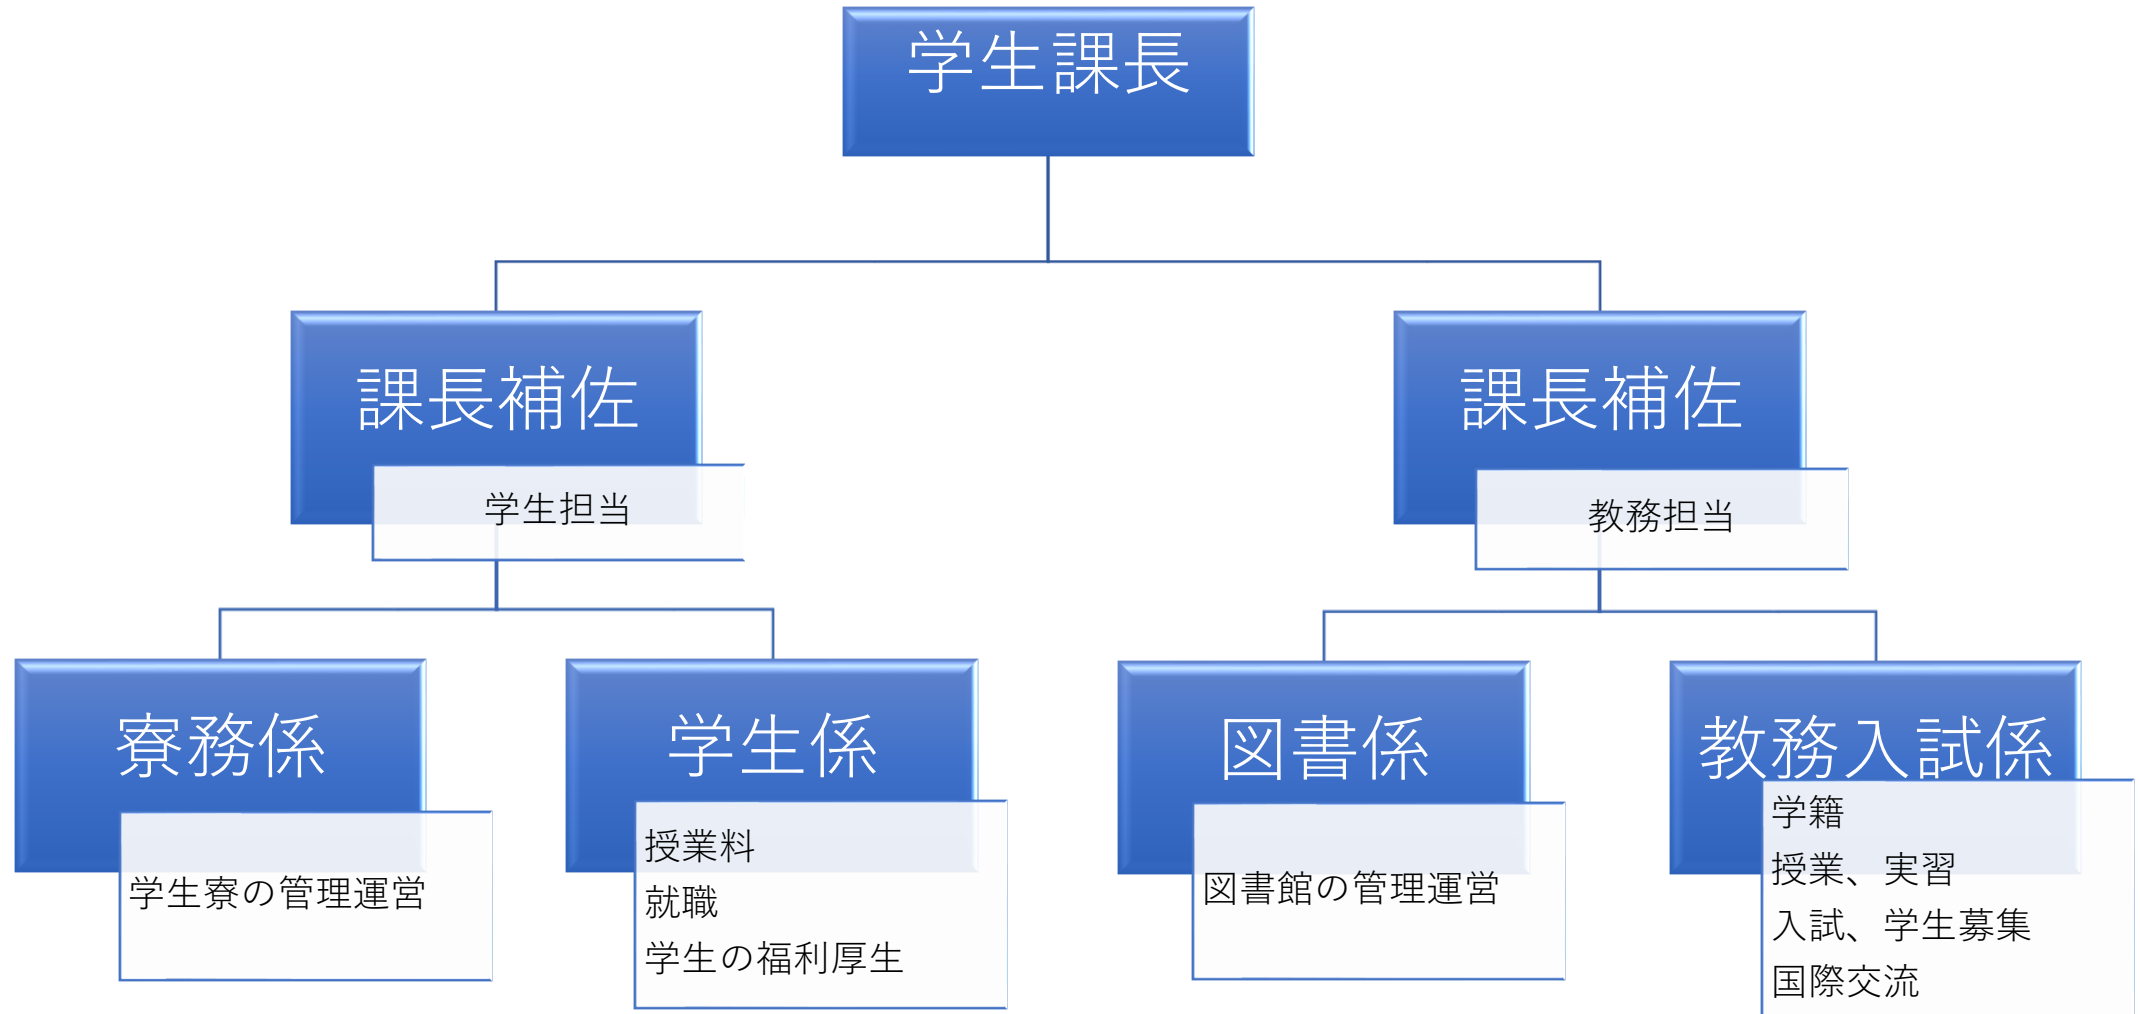 学生課長
課長補佐
学生担当
課長補佐
教務担当
寮務係
学生寮の管理運営
学生係
授業料
就職
学生の福利厚生
図書係
図書館の管理運営
教務入試係
学籍
授業、実習
入試、学生募集
国際交流